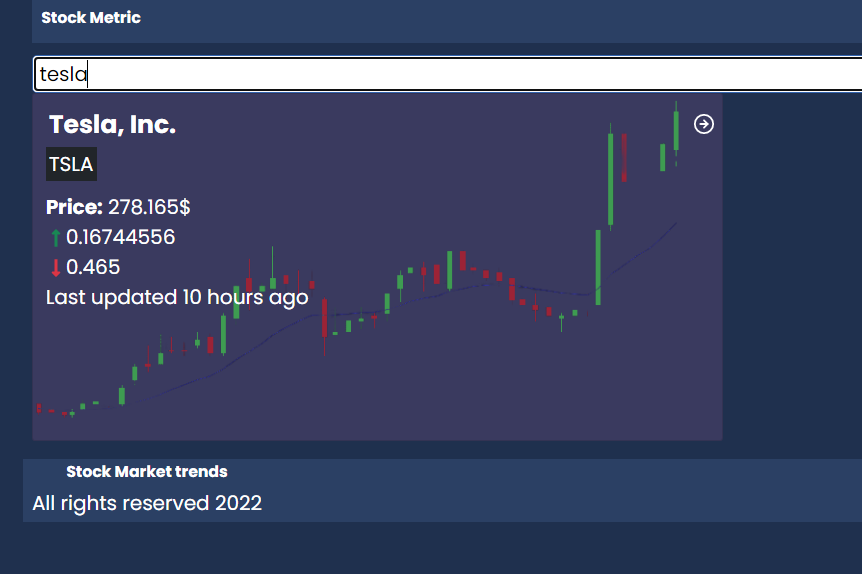 Stock Metric
tesla
Tesla, Inc.
TSLA
Price: 278.165$
0.16744556
0.465
Last updated 10 hours ago
Stock Market trends
All rights reserved 2022